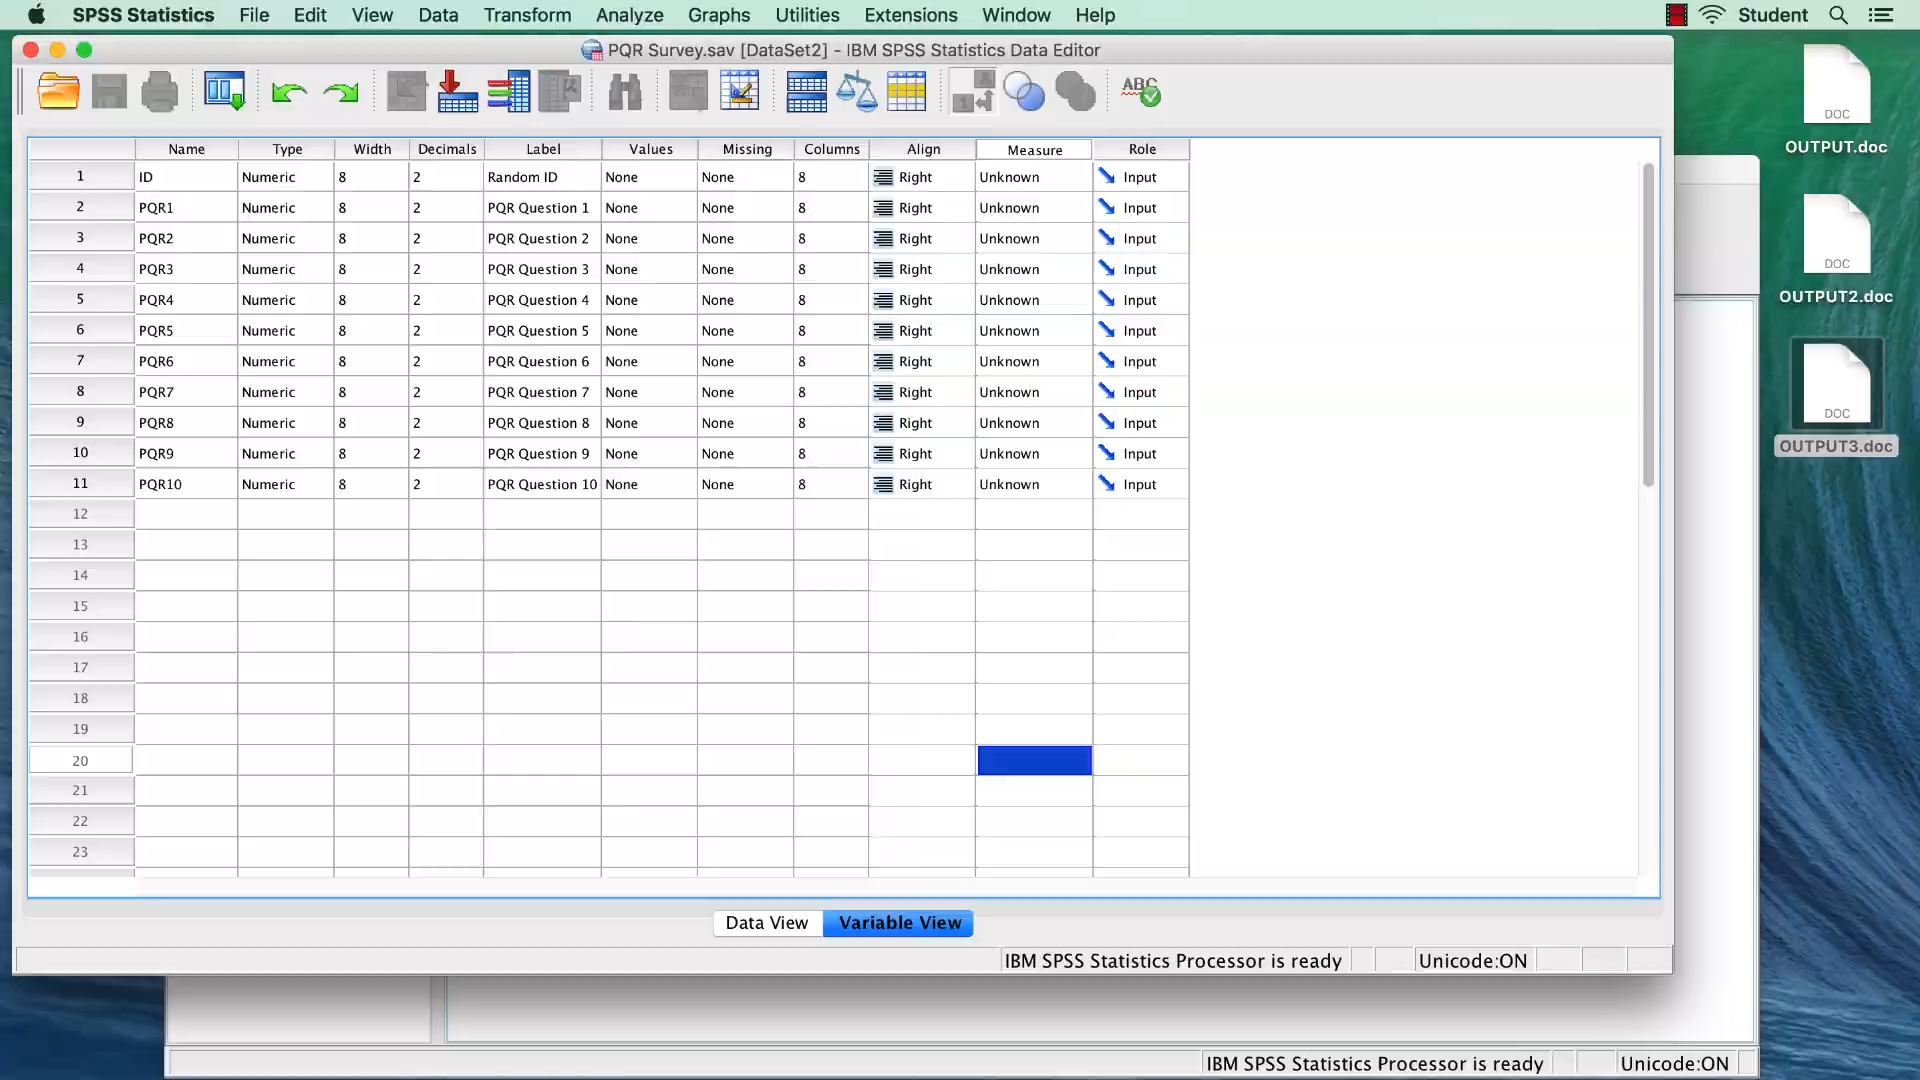 SPSS Statistics File Edit View Data Transform Analyze Graphs Utilities Extensions Window Help Student
PQR Survey.sav [DataSet2] - IBM SPSS Statistics Data Editor
ABC
DOC
OUTPUT.doc
DOC
OUTPUT2.doc
DOC
OUTPUT3.doc
Name Type Width Decimals Label Values Missing Columns Align Measure Role
1 ID Numeric 8 2 Random ID None None 8 Right Unknown Input
2 PQR1 Numeric 8 2 PQR Question 1 None None 8 Right Unknown Input
3 PQR2 Numeric 8 2 PQR Question 2 None None 8 Right Unknown Input
4 PQR3 Numeric 8 2 PQR Question 3 None None 8 Right Unknown Input
5 PQR4 Numeric 8 2 PQR Question 4 None None 8 Right Unknown Input
6 PQR5 Numeric 8 2 PQR Question 5 None None 8 Right Unknown Input
7 PQR6 Numeric 8 2 PQR Question 6 None None 8 Right Unknown Input
8 PQR7 Numeric 8 2 PQR Question 7 None None 8 Right Unknown Input
9 PQR8 Numeric 8 2 PQR Question 8 None None 8 Right Unknown Input
10 PQR9 Numeric 8 2 PQR Question 9 None None 8 Right Unknown Input
11 PQR10 Numeric 8 2 PQR Question 10 None None 8 Right Unknown Input
12
13
14
15
16
17
18
19
20
21
22
23
Data View Variable View
IBM SPSS Statistics Processor is ready Unicode:ON
IBM SPSS Statistics Processor is ready Unicode:ON